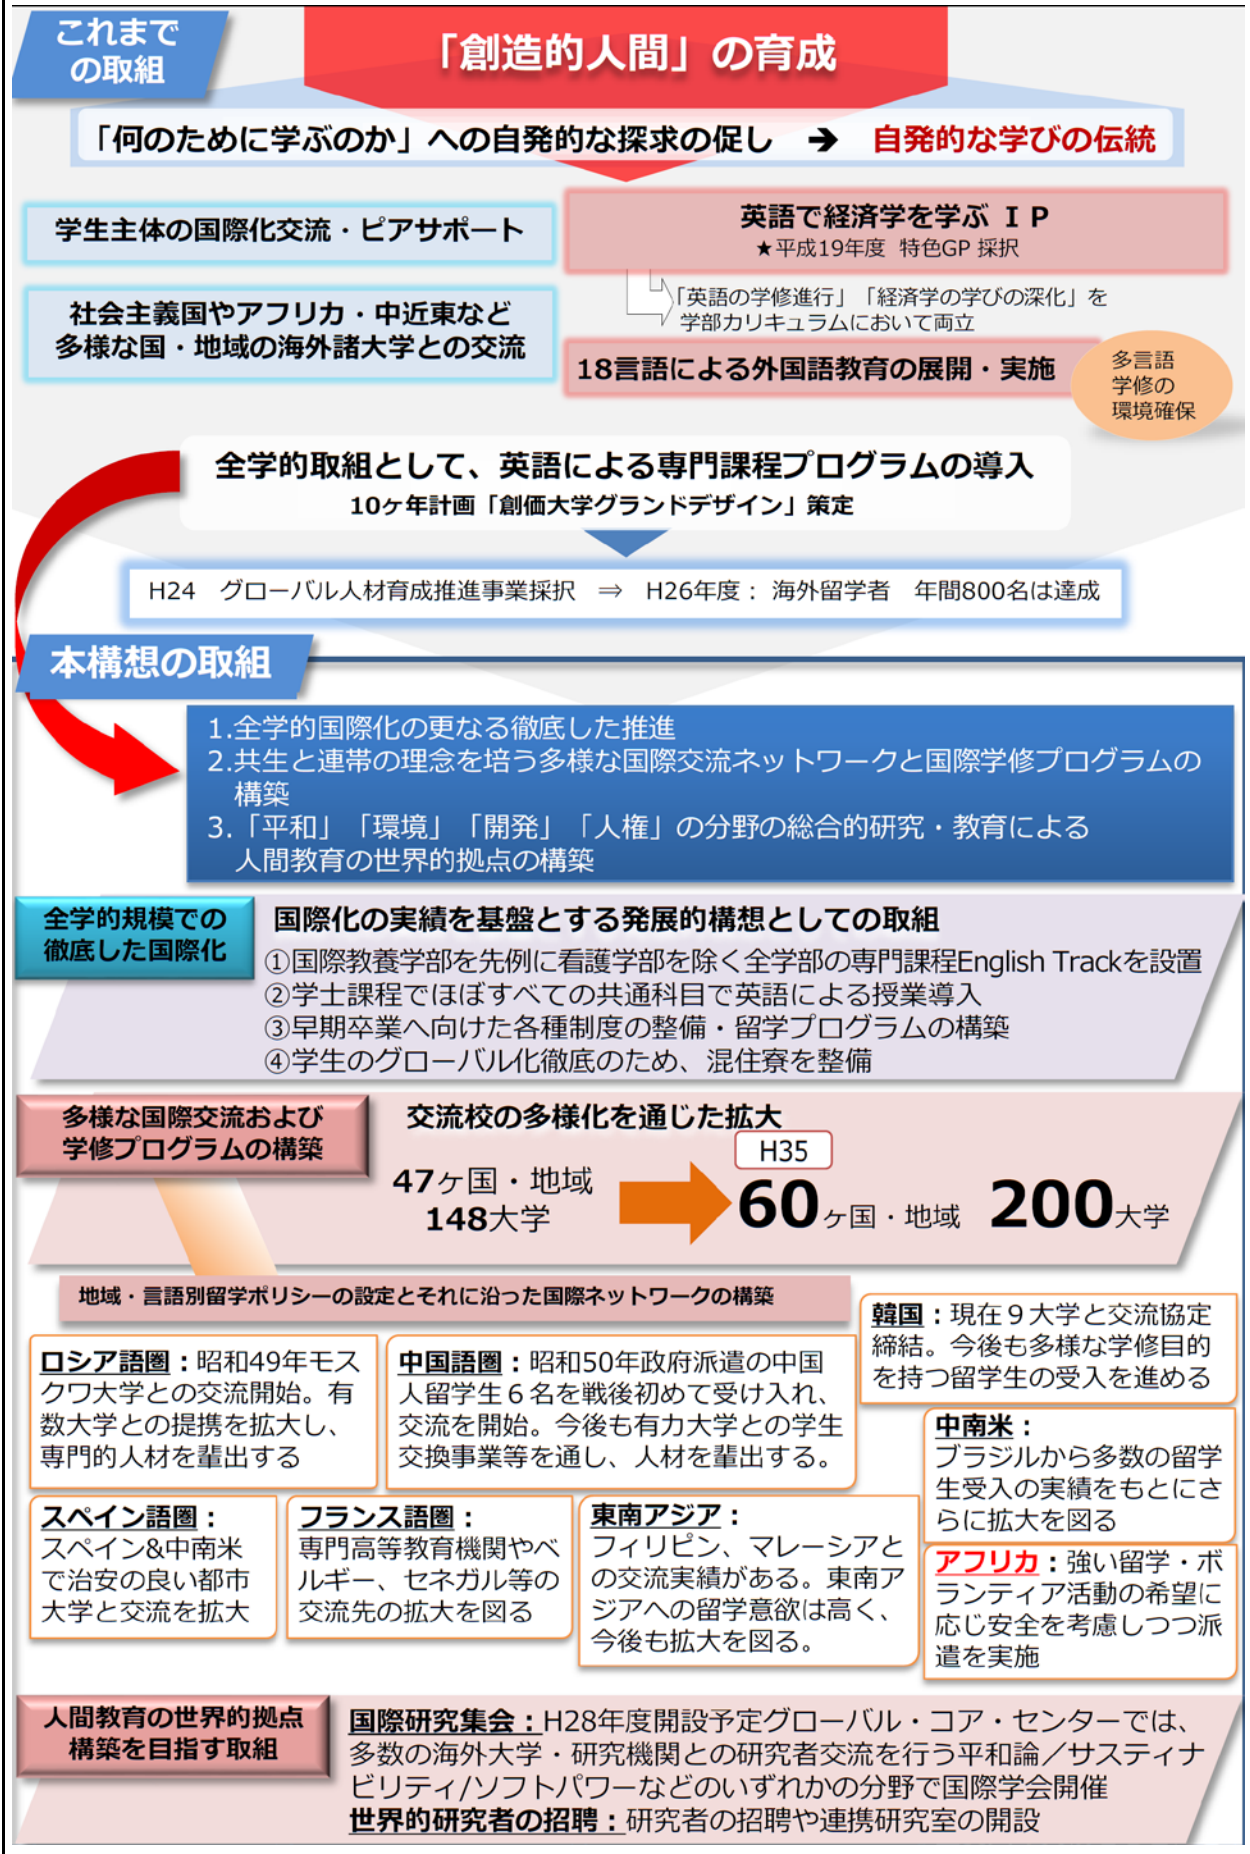 これまで
の取組
「創造的人間」の育成
「何のために学ぶのか」への自発的な探求の促し ➔ 自発的な学びの伝統
学生主体の国際化交流・ピアサポート
社会主義国やアフリカ・中近東など
多様な国・地域の海外諸大学との交流
英語で経済学を学ぶ ＩＰ
★平成19年度 特色GP 採択
「英語の学修進行」「経済学の学びの深化」を
学部カリキュラムにおいて両立
18言語による外国語教育の展開・実施
多言語
学修の
環境確保
全学的取組として、英語による専門課程プログラムの導入
10ヶ年計画「創価大学グランドデザイン」策定
H24 グローバル人材育成推進事業採択 ⇒ H26年度：海外留学者 年間800名は達成
本構想の取組
1.全学的国際化の更なる徹底した推進
2.共生と連帯の理念を培う多様な国際交流ネットワークと国際学修プログラムの
構築
3.「平和」「環境」「開発」「人権」の分野の総合的研究・教育による
人間教育の世界的拠点の構築
全学的規模での
徹底した国際化
国際化の実績を基盤とする発展的構想としての取組
①国際教養学部を先例に看護学部を除く全学部の専門課程English Trackを設置
②学士課程でほぼすべての共通科目で英語による授業導入
③早期卒業へ向けた各種制度の整備・留学プログラムの構築
④学生のグローバル化徹底のため、混住寮を整備
多様な国際交流および
学修プログラムの構築
交流校の多様化を通じた拡大
47ヶ国・地域
148大学
H35
60ヶ国・地域 200大学
地域・言語別留学ポリシーの設定とそれに沿った国際ネットワークの構築
韓国：現在９大学と交流協定
締結。今後も多様な学修目的
を持つ留学生の受入を進める
ロシア語圏：昭和49年モス
クワ大学との交流開始。有
数大学との提携を拡大し、
専門的人材を輩出する
中国語圏：昭和50年政府派遣の中国
人留学生６名を戦後初めて受け入れ、
交流を開始。今後も有力大学との学生
交換事業等を通し、人材を輩出する。
中南米：
ブラジルから多数の留学
生受入の実績をもとにさ
らに拡大を図る
スペイン語圏：
スペイン&中南米
で治安の良い都市
大学と交流を拡大
フランス語圏：
専門高等教育機関やベ
ルギー、セネガル等の
交流先の拡大を図る
東南アジア：
フィリピン、マレーシアと
の交流実績がある。東南ア
ジアへの留学意欲は高く、
今後も拡大を図る。
アフリカ：強い留学・ボ
ランティア活動の希望に
応じ安全を考慮しつつ派
遣を実施
人間教育の世界的拠点
構築を目指す取組
国際研究集会：H28年度開設予定グローバル・コア・センターでは、
多数の海外大学・研究機関との研究者交流を行う平和論／サスティナ
ビリティ/ソフトパワーなどのいずれかの分野で国際学会開催
世界的研究者の招聘：研究者の招聘や連携研究室の開設